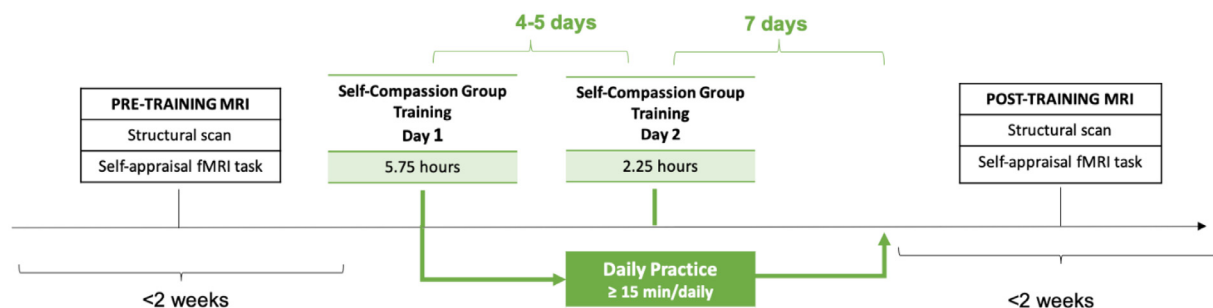 4-5 days
7 days
PRE-TRAINING MRI
Structural scan
Self-appraisal fMRI task
Self-Compassion Group
Training
Day 1
5.75 hours
Self-Compassion Group
Training
Day 2
2.25 hours
POST-TRAINING MRI
Structural scan
Self-appraisal fMRI task
Daily Practice
≥ 15 min/daily
<2 weeks
<2 weeks